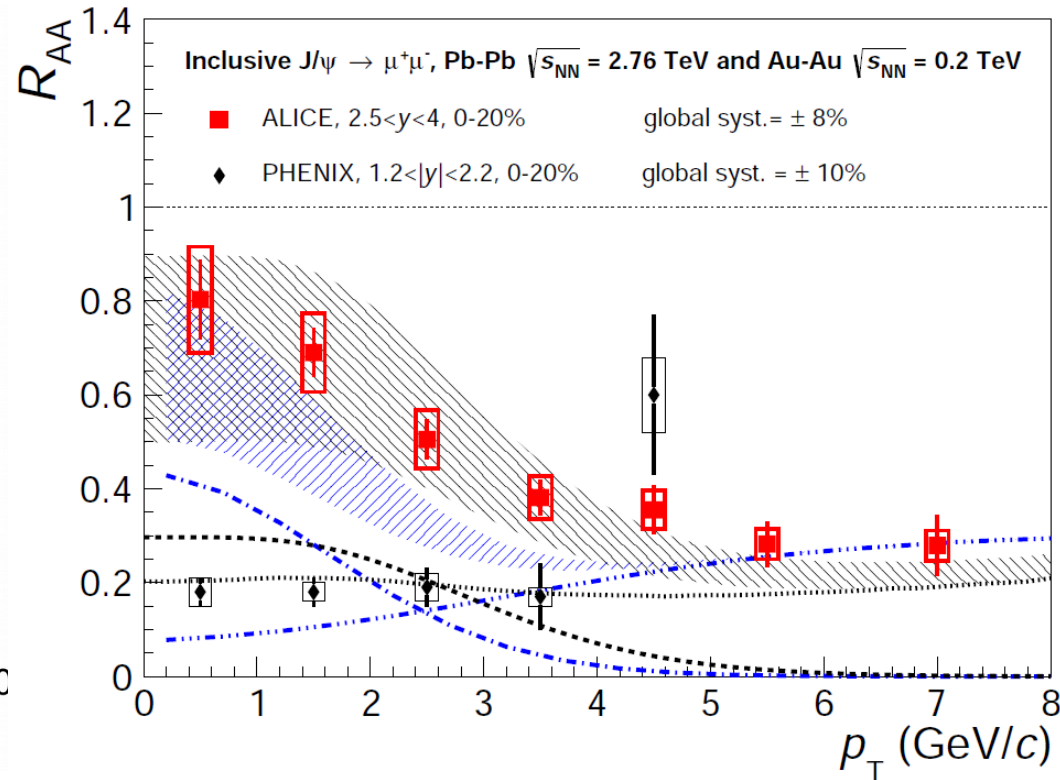 Inclusive J/ψ → μ⁺μ⁻, Pb-Pb √s_NN = 2.76 TeV and Au-Au √s_NN = 0.2 TeV
ALICE, 2.5<y<4, 0-20% global syst.= ± 8%
PHENIX, 1.2<|y|<2.2, 0-20% global syst. = ± 10%
R_AA
1.4
1.2
1
0.8
0.6
0.4
0.2
0
0 1 2 3 4 5 6 7 8
p_T (GeV/c)